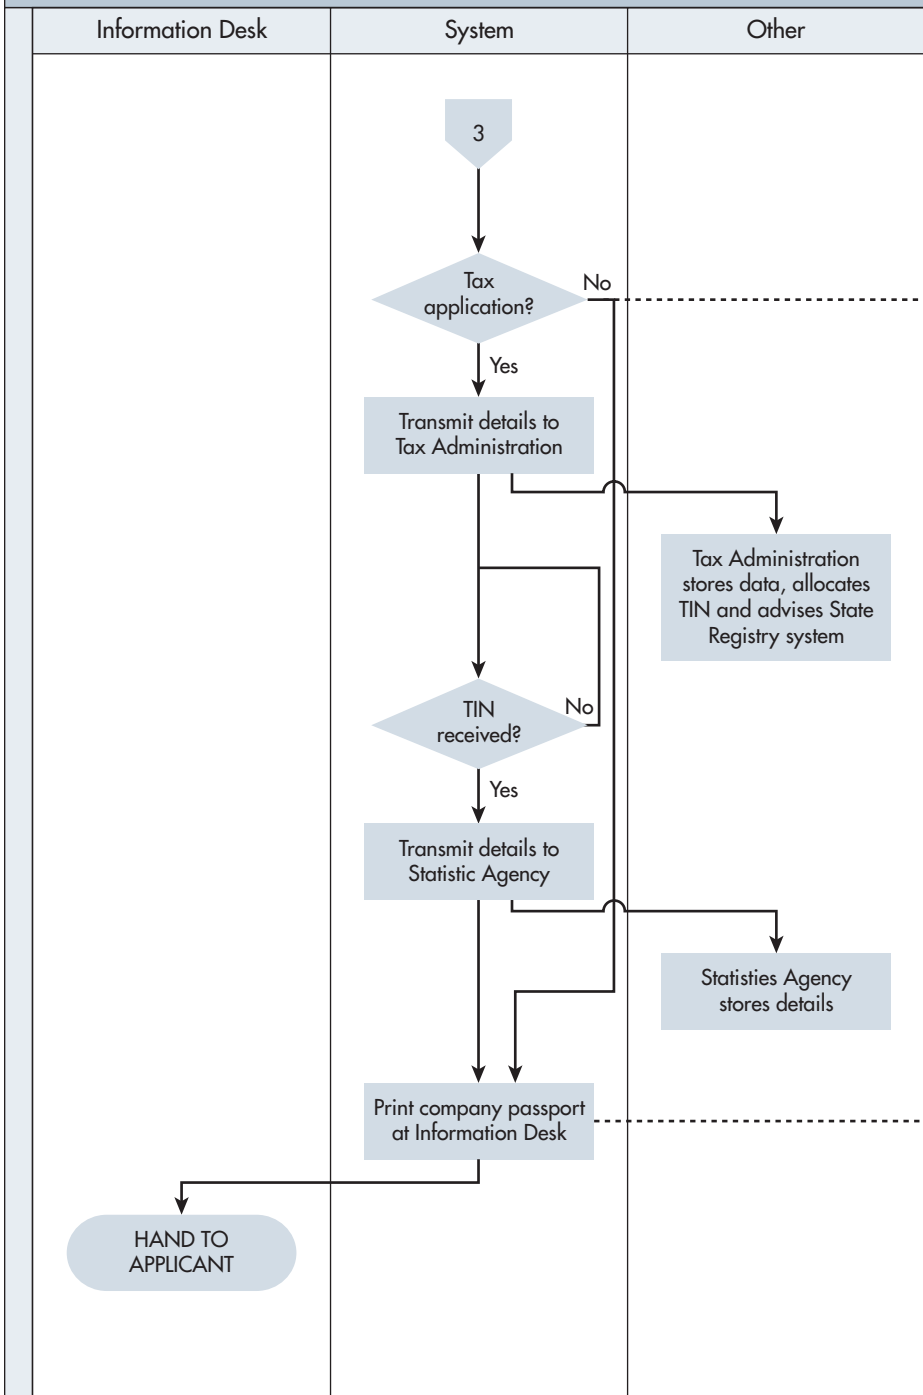 Information Desk
System
Other
3
Tax
application?
No
Yes
Transmit details to
Tax Administration
Tax Administration
stores data, allocates
TIN and advises State
Registry system
TIN
received?
No
Yes
Transmit details to
Statistic Agency
Statisties Agency
stores details
Print company passport
at Information Desk
HAND TO
APPLICANT